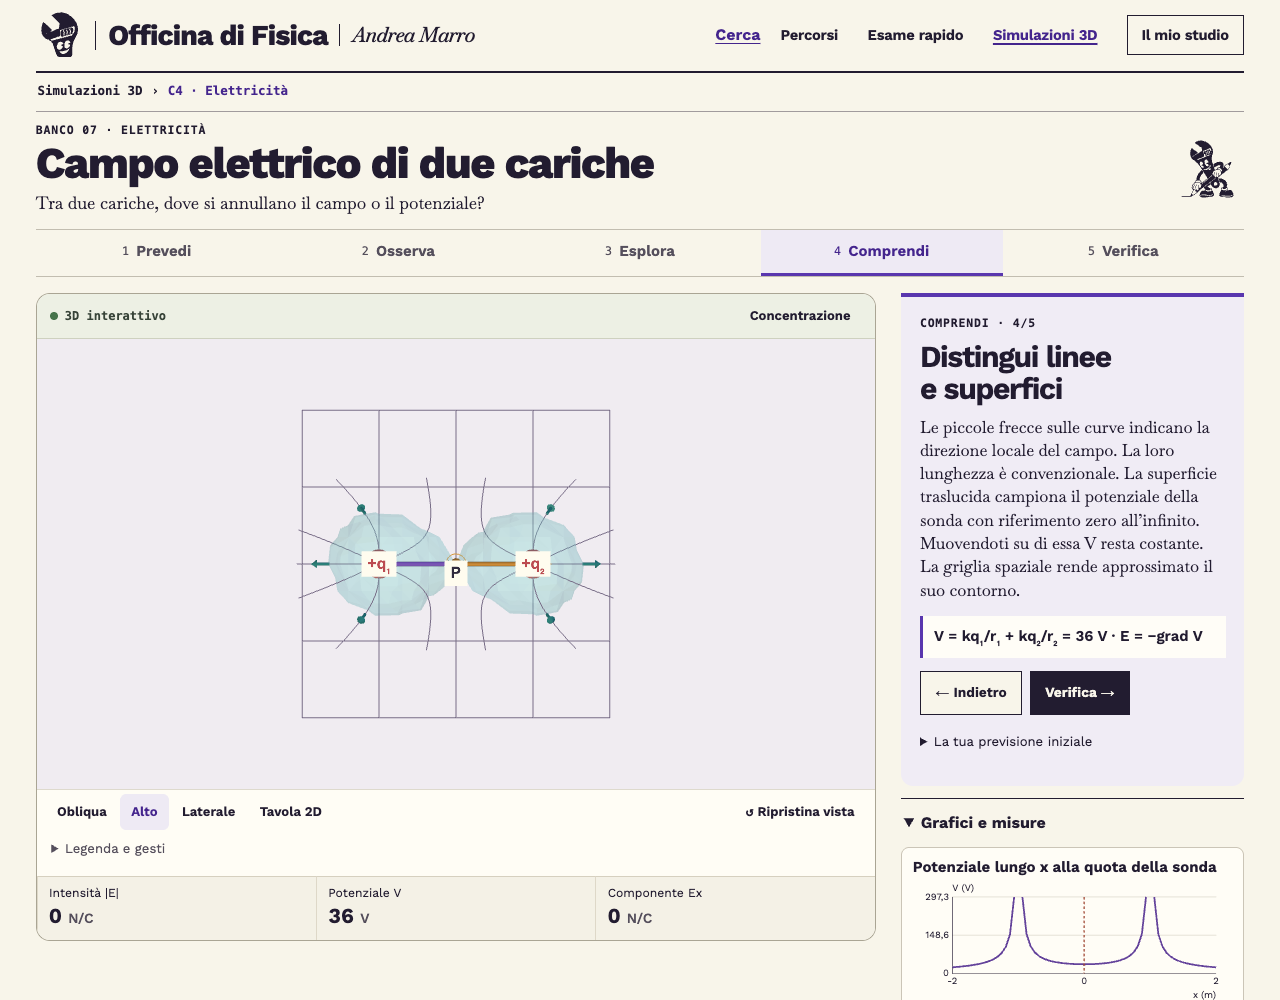 Officina di Fisica
Andrea Marro
Cerca
Percorsi
Esame rapido
Simulazioni 3D
Il mio studio
Simulazioni 3D › C4 · Elettricità
BANCO 07 · ELETTRICITÀ
Campo elettrico di due cariche
Tra due cariche, dove si annullano il campo o il potenziale?
1 Prevedi
2 Osserva
3 Esplora
4 Comprendi
5 Verifica
3D interattivo
Concentrazione
+q₁
P
+q₂
Obliqua
Alto
Laterale
Tavola 2D
↺ Ripristina vista
▶ Legenda e gesti
Intensità |E|
0 N/C
Potenziale V
36 V
Componente Ex
0 N/C
COMPRENDI · 4/5
Distingui linee
e superfici
Le piccole frecce sulle curve indicano la
direzione locale del campo. La loro
lunghezza è convenzionale. La superficie
traslucida campiona il potenziale della
sonda con riferimento zero all’infinito.
Muovendoti su di essa V resta costante.
La griglia spaziale rende approssimato il
suo contorno.
V = kq₁/r₁ + kq₂/r₂ = 36 V · E = −grad V
← Indietro
Verifica →
▶ La tua previsione iniziale
▼ Grafici e misure
Potenziale lungo x alla quota della sonda
V (V)
297,3
148,6
0
-2
0
2
x (m)